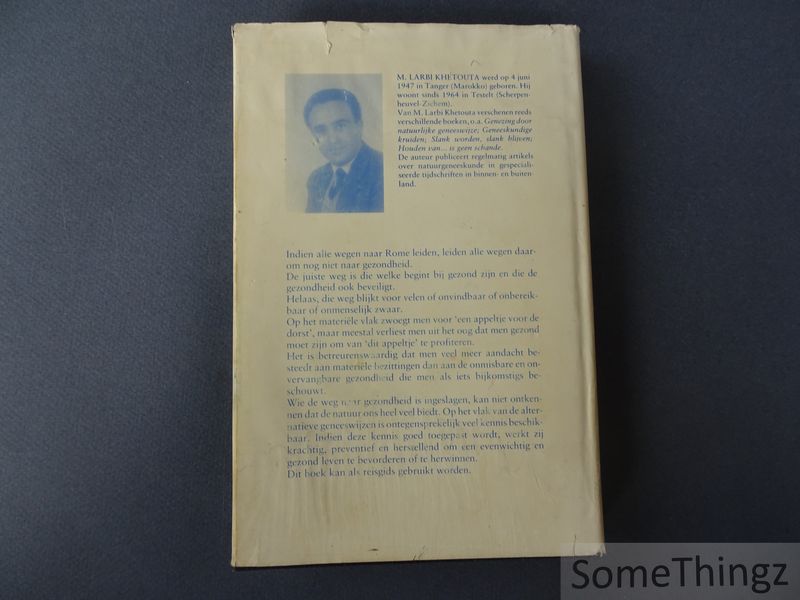 M. LARBI KHETOUTA werd op 4 juni
1947 in Tanger (Marokko) geboren. Hij
woont sinds 1964 in Testelt (Scherpen-
heuvel-Zichem).
Van M. Larbi Khetouta verschenen reeds
verschillende boeken, o.a. Genezing door
natuurlijke geneeswijze; Geneeskundige
kruiden; Slank worden, slank blijven;
Houden van... is geen schande.
De auteur publiceert regelmatig artikels
over natuurgeneeskunde in gespeciali-
seerde tijdschriften in binnen- en buiten-
land.
Indien alle wegen naar Rome leiden, leiden alle wegen daar-
om nog niet naar gezondheid.
De juiste weg is die welke begint bij gezond zijn en die de
gezondheid ook beveiligt.
Helaas, die weg blijkt voor velen of onvindbaar of onbereik-
baar of onmenselijk zwaar.
Op het materiële vlak zwoegt men voor 'een appeltje voor de
dorst', maar meestal verliest men uit het oog dat men gezond
moet zijn om van 'dit appeltje' te profiteren.
Het is betreurenswaardig dat men veel meer aandacht be-
steedt aan materiële bezittingen dan aan de onmisbare en on-
vervangbare gezondheid die men als iets bijkomstigs be-
schouwt.
Wie de weg naar gezondheid is ingeslagen, kan niet ontken-
nen dat de natuur ons heel veel biedt. Op het vlak van de alter-
natieve geneeswijzen is ontegensprekelijk veel kennis beschik-
baar. Indien deze kennis goed toegepast wordt, werkt zij
krachtig, preventief en herstellend om een evenwichtig en
gezond leven te bevorderen of te herwinnen.
Dit boek kan als reisgids gebruikt worden.
SomeThingz